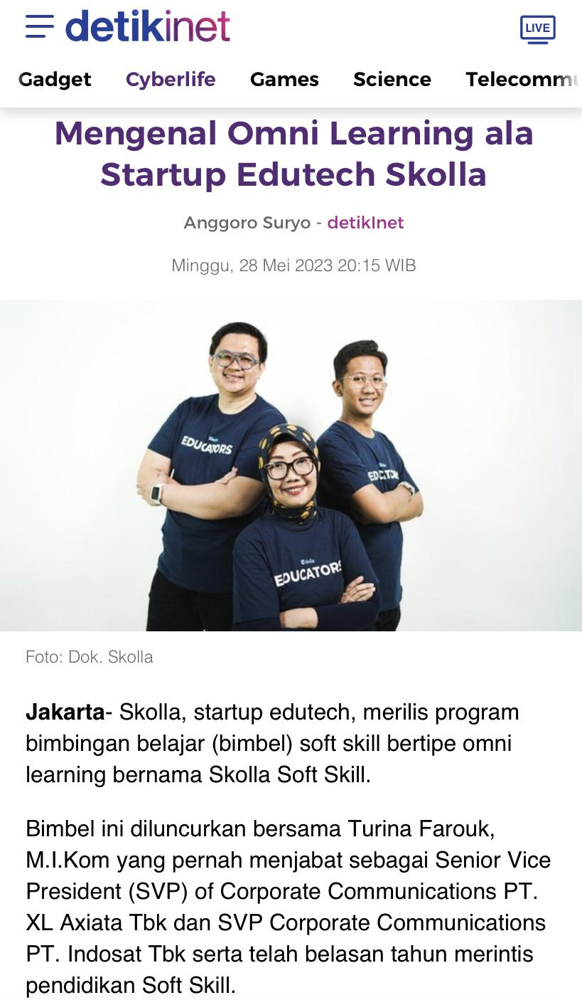 detikinet
LIVE
Gadget Cyberlife Games Science Telecommu
Mengenal Omni Learning ala
Startup Edutech Skolla
Anggoro Suryo - detikInet
Minggu, 28 Mei 2023 20:15 WIB
EDUCATORS
Skolla
EDUCATORS
Foto: Dok. Skolla
Jakarta- Skolla, startup edutech, merilis program
bimbingan belajar (bimbel) soft skill bertipe omni
learning bernama Skolla Soft Skill.
Bimbel ini diluncurkan bersama Turina Farouk,
M.I.Kom yang pernah menjabat sebagai Senior Vice
President (SVP) of Corporate Communications PT.
XL Axiata Tbk dan SVP Corporate Communications
PT. Indosat Tbk serta telah belasan tahun merintis
pendidikan Soft Skill.